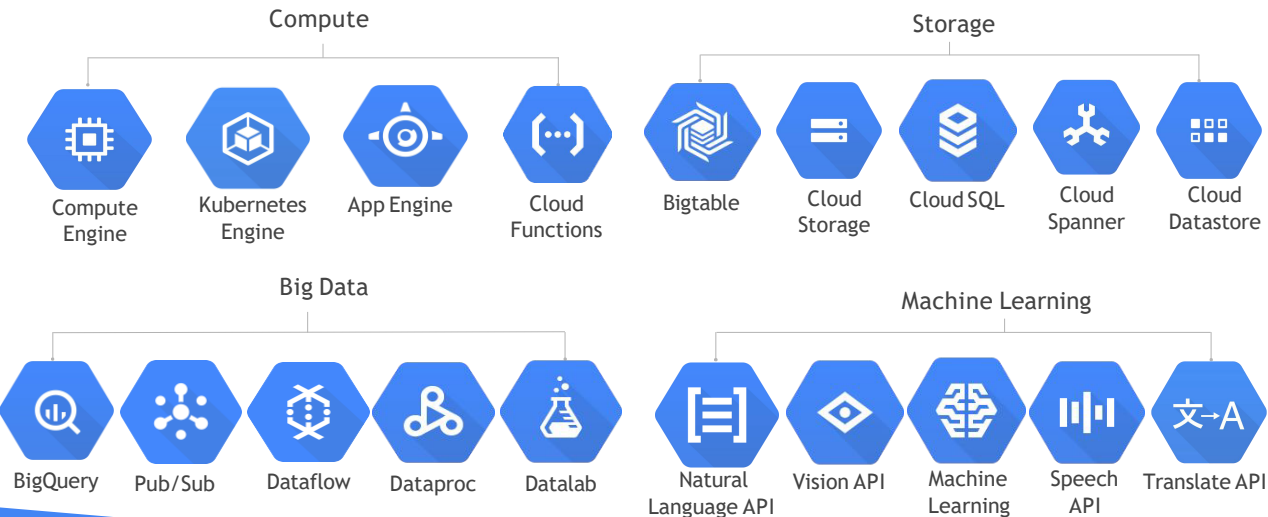 Compute
Compute
Engine
Kubernetes
Engine
App Engine
Cloud
Functions
Storage
Bigtable
Cloud
Storage
Cloud SQL
Cloud
Spanner
Cloud
Datastore
Big Data
BigQuery
Pub/Sub
Dataflow
Dataproc
Datalab
Machine Learning
Natural
Language API
Vision API
Machine
Learning
Speech
API
文→A
Translate API